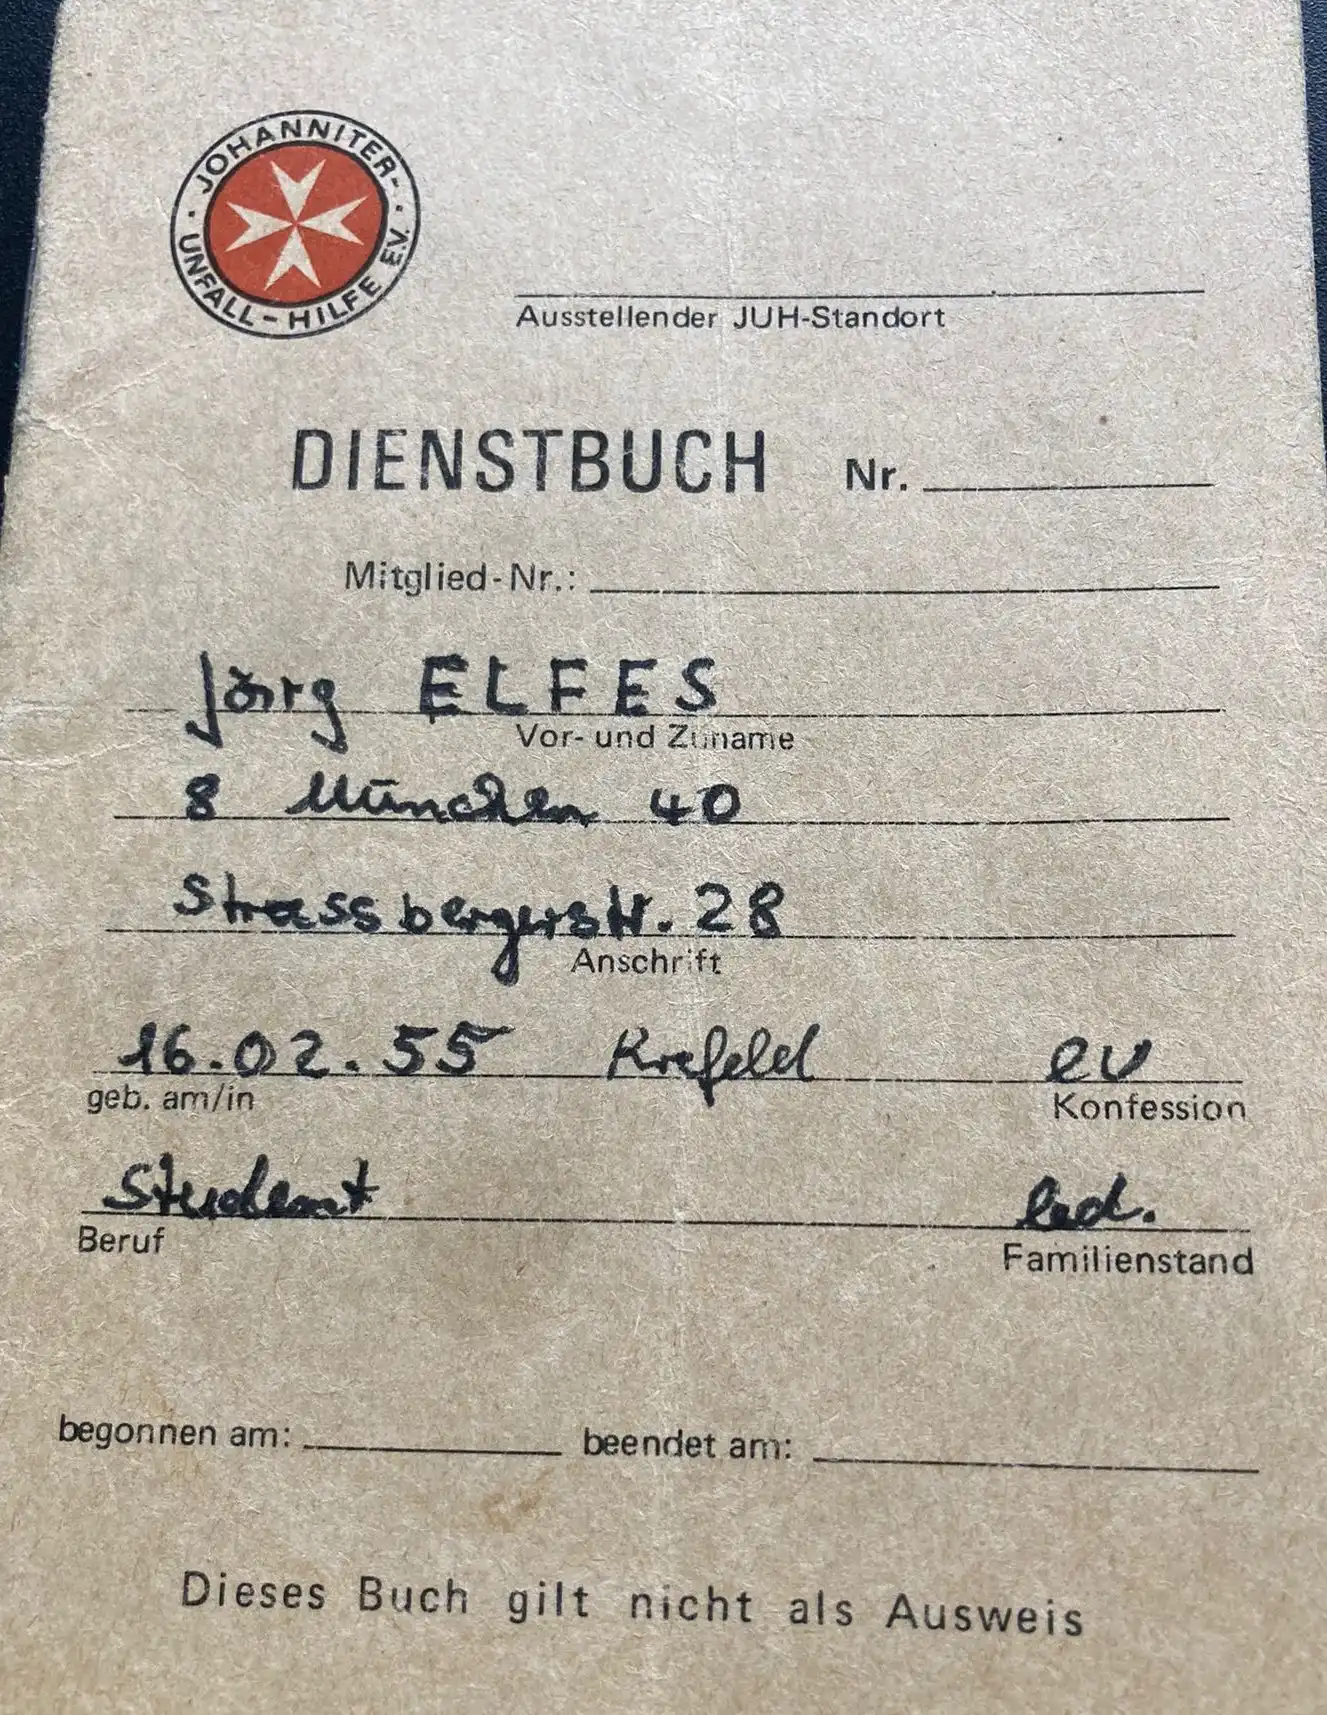 JOHANNITER-
UNFALL-HILFE E.V.
Ausstellender JUH-Standort
DIENSTBUCH Nr.
Mitglied-Nr.:
Jörg ELFES
Vor- und Zuname
8 München 40
Strassbergerstr. 28
Anschrift
16.02.55 Krefeld ev
geb. am/in Konfession
Student led.
Beruf Familienstand
begonnen am: beendet am:
Dieses Buch gilt nicht als Ausweis